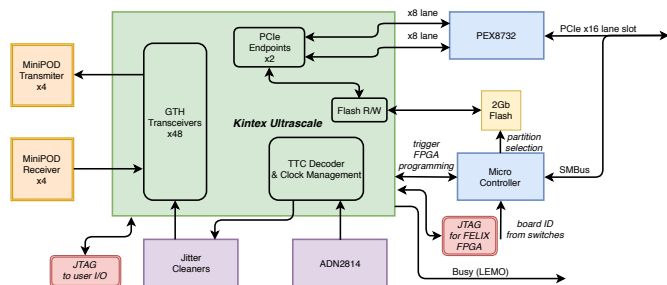 x8 lane
x8 lane
PCIe
Endpoints
x2
PEX8732
PCIe x16 lane slot
MiniPOD
Transmiter
x4
GTH
Transceivers
x48
Flash R/W
2Gb
Flash
Kintex Ultrascale
partition
selection
trigger
FPGA
programming
MiniPOD
Receiver
x4
TTC Decoder
& Clock Management
Micro
Controller
SMBus
JTAG
for FELIX
FPGA
board ID
from switches
JTAG
to user I/O
Jitter
Cleaners
ADN2814
Busy (LEMO)